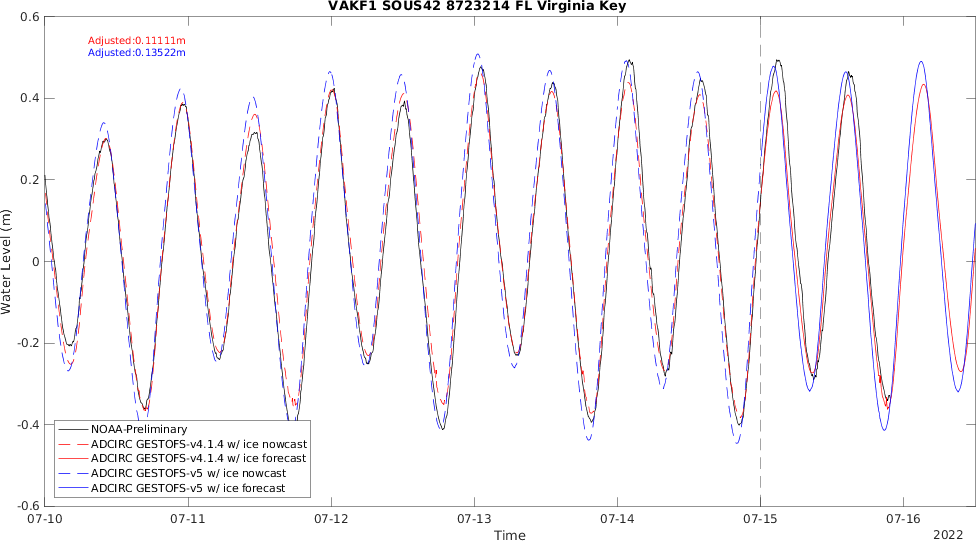 VAKF1 SOUS42 8723214 FL Virginia Key
Adjusted:0.11111m
Adjusted:0.13522m
0.6
0.4
0.2
0
-0.2
-0.4
-0.6
Water Level (m)
NOAA-Preliminary
ADCIRC GESTOFS-v4.1.4 w/ ice nowcast
ADCIRC GESTOFS-v4.1.4 w/ ice forecast
ADCIRC GESTOFS-v5 w/ ice nowcast
ADCIRC GESTOFS-v5 w/ ice forecast
07-10 07-11 07-12 07-13 07-14 07-15 07-16
Time
2022